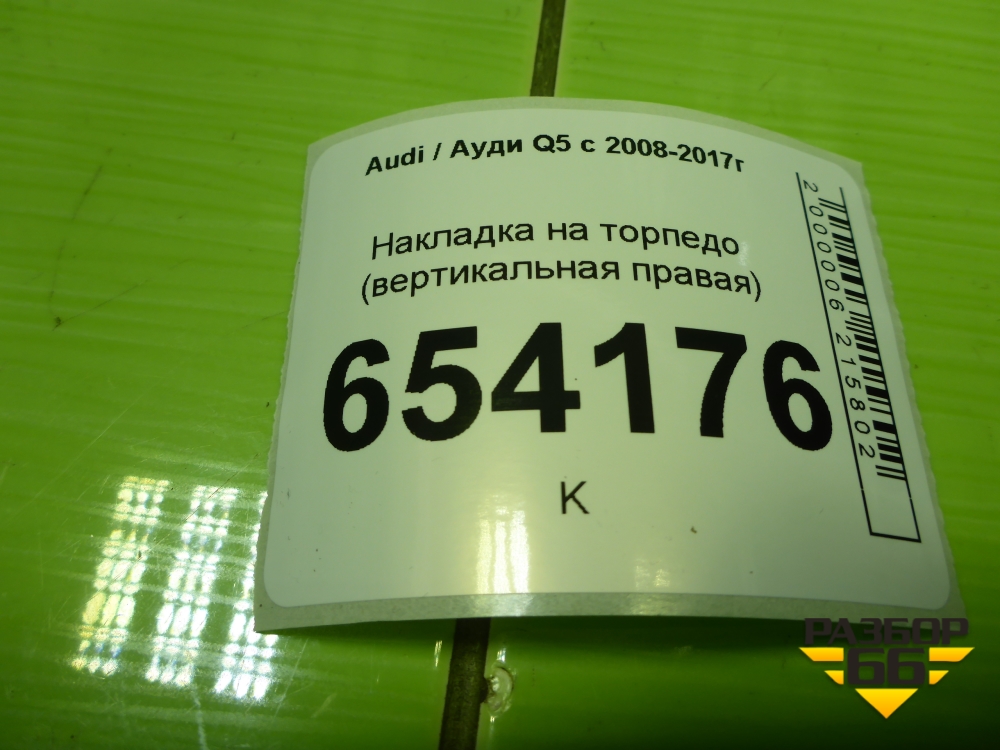 Audi / Ауди Q5 с 2008-2017г
Накладка на торпедо
(вертикальная правая)
654176
К
2000006215802
РАЗБОР
66